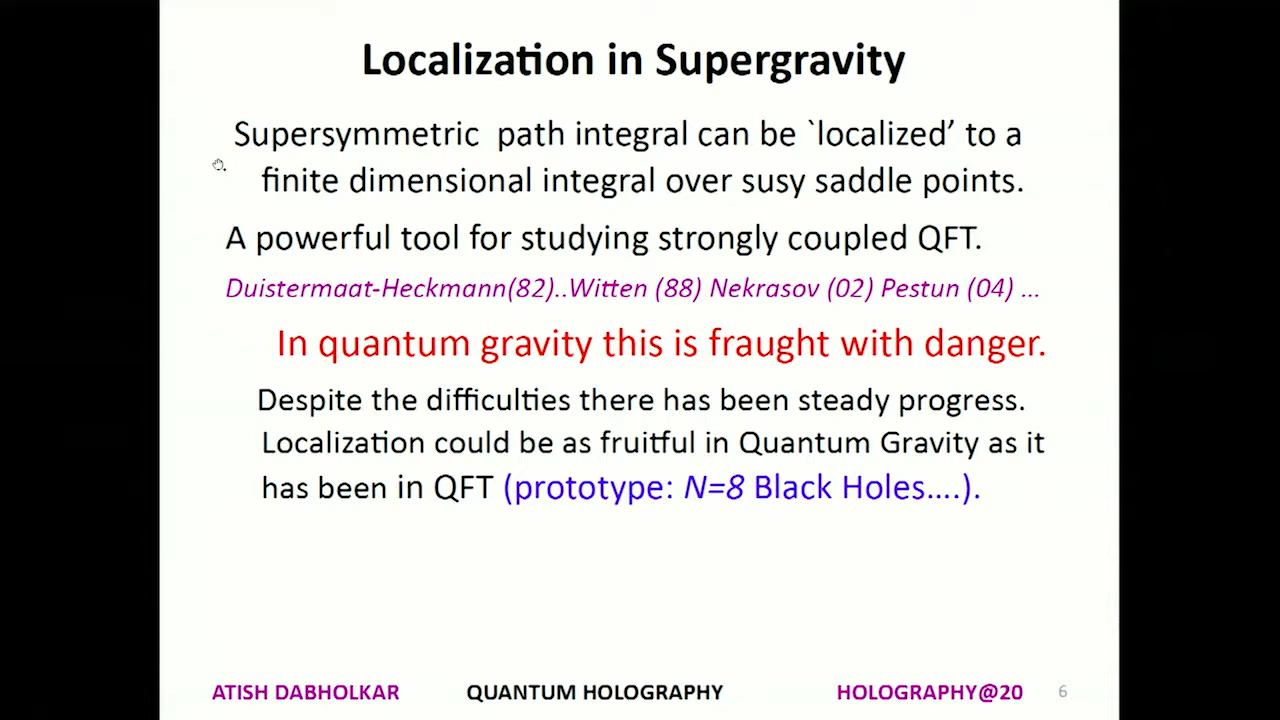 Localization in Supergravity
Supersymmetric path integral can be `localized’ to a
finite dimensional integral over susy saddle points.
A powerful tool for studying strongly coupled QFT.
Duistermaat-Heckmann(82)..Witten (88) Nekrasov (02) Pestun (04) ...
In quantum gravity this is fraught with danger.
Despite the difficulties there has been steady progress.
Localization could be as fruitful in Quantum Gravity as it
has been in QFT (prototype: N=8 Black Holes....).
ATISH DABHOLKAR QUANTUM HOLOGRAPHY HOLOGRAPHY@20 6